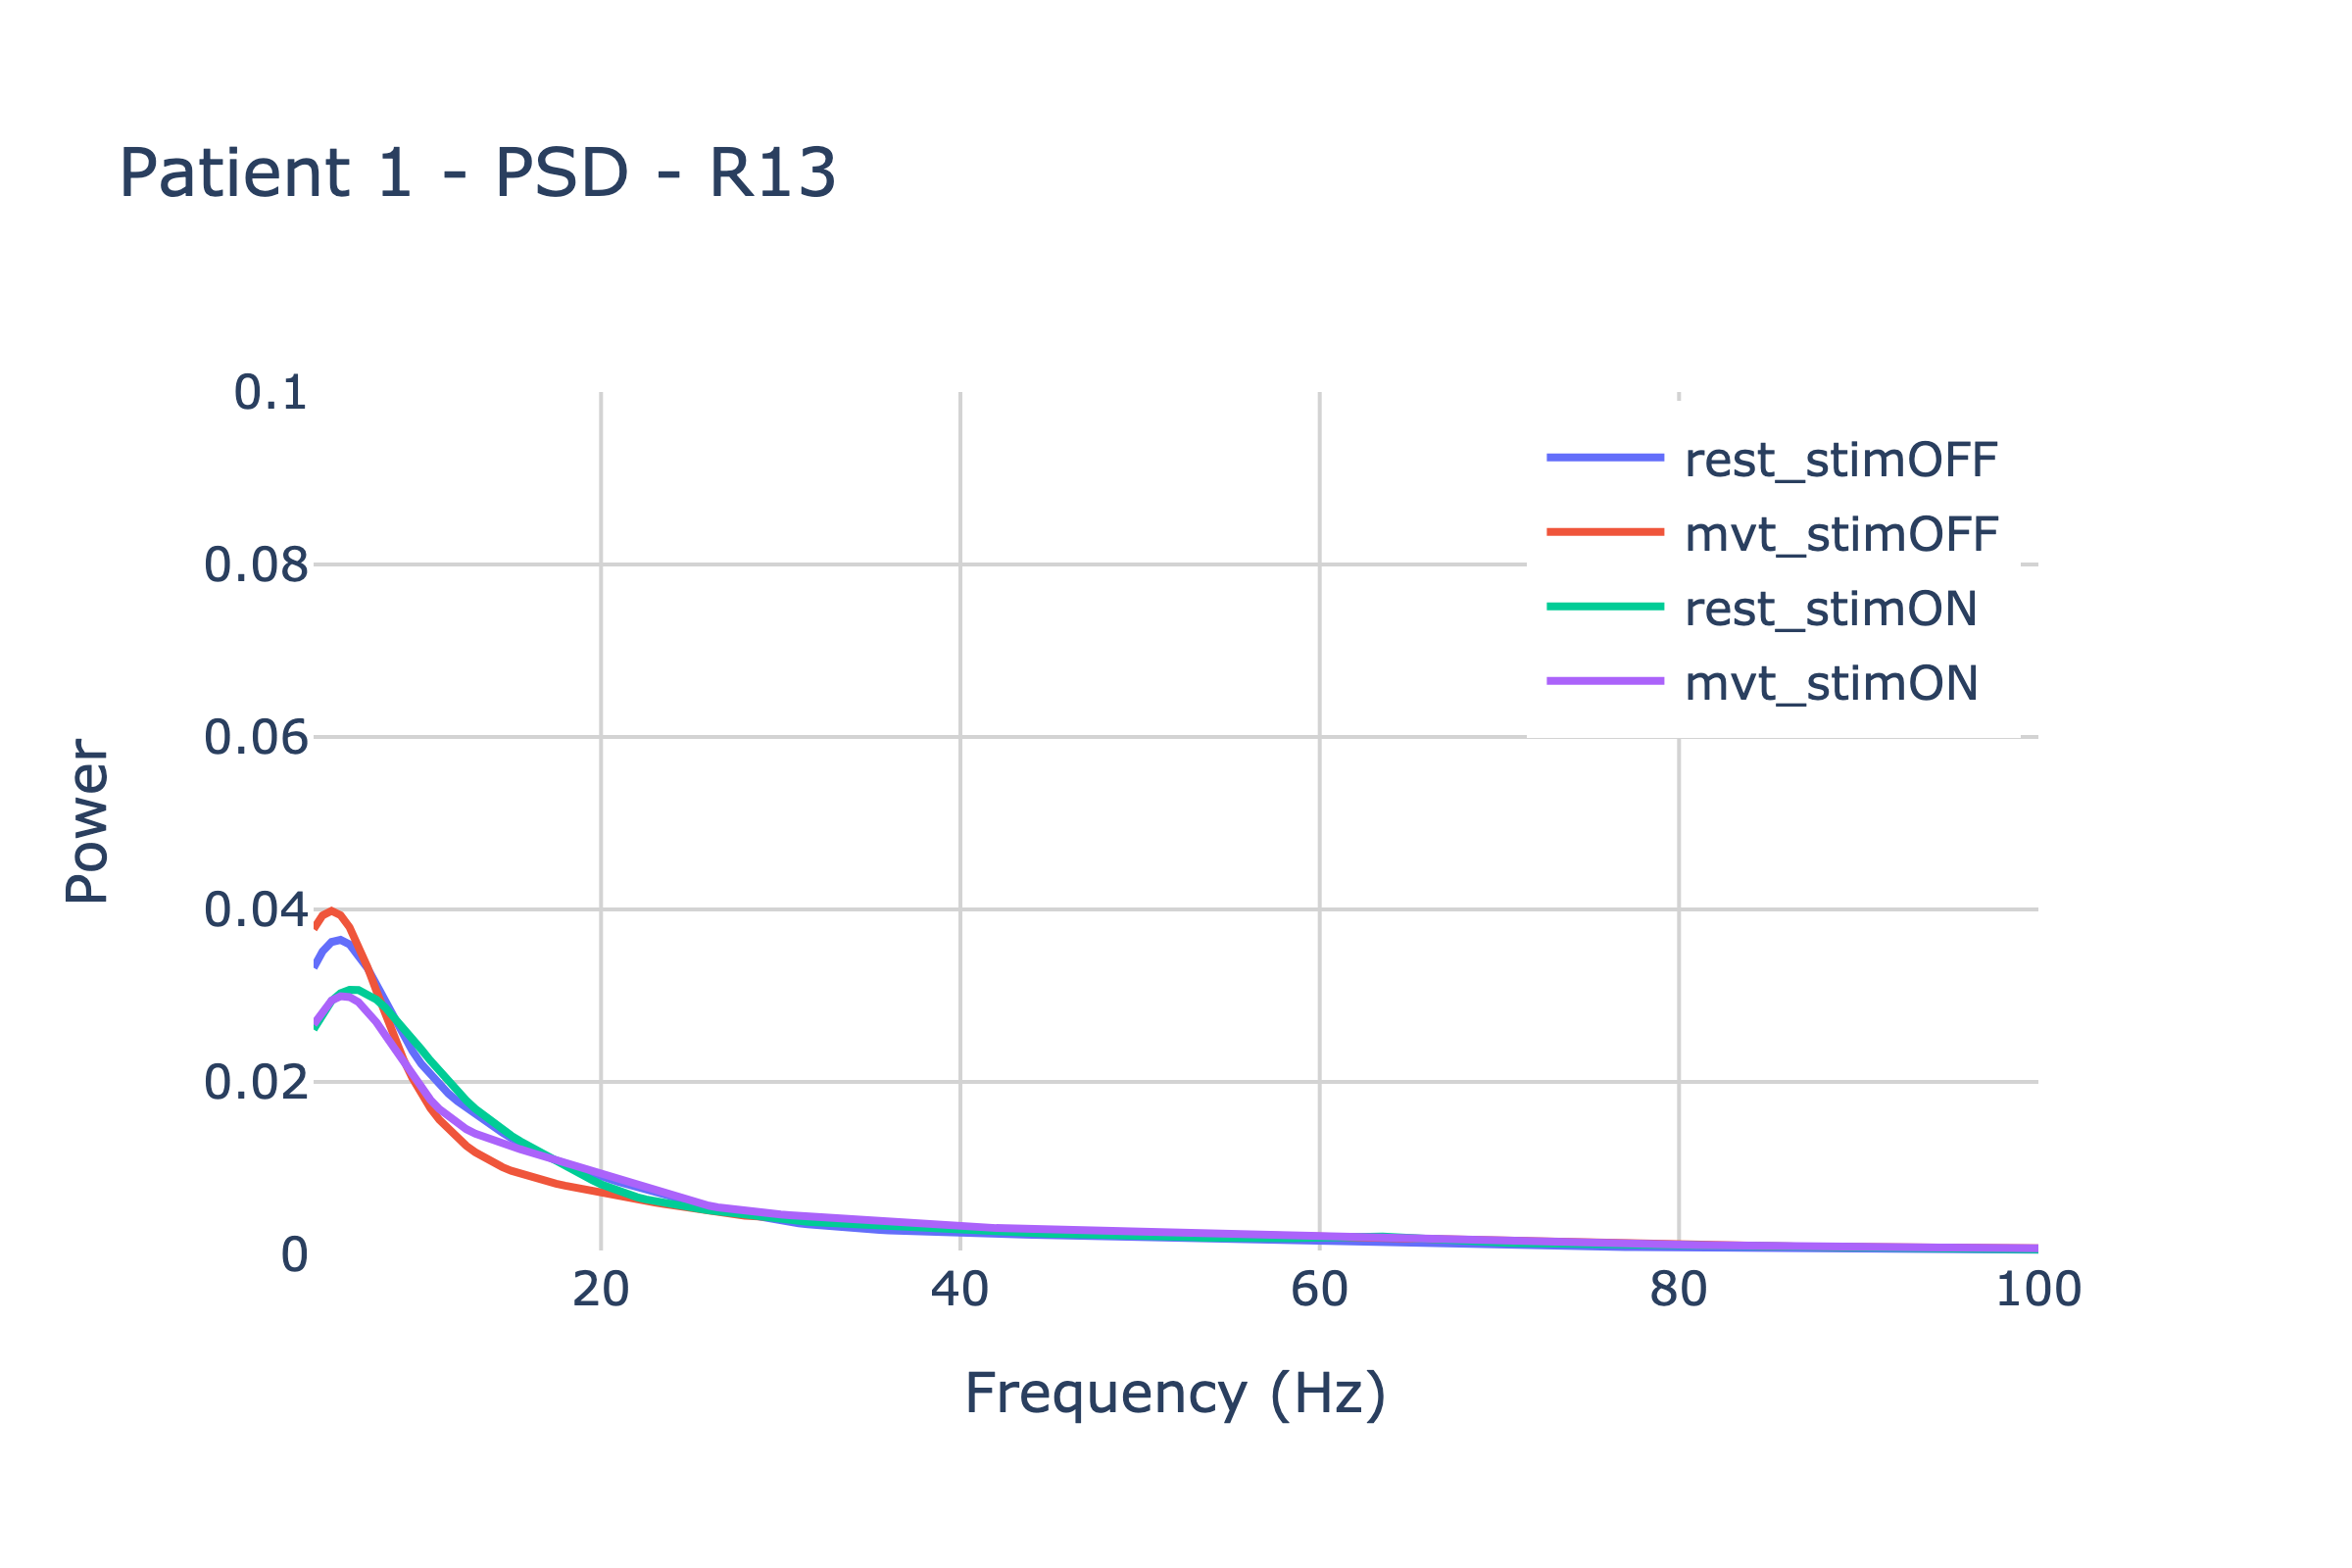 Patient 1 - PSD - R13
0.1
0.08
0.06
0.04
0.02
0
Power
20 40 60 80 100
Frequency (Hz)
rest_stimOFF
mvt_stimOFF
rest_stimON
mvt_stimON